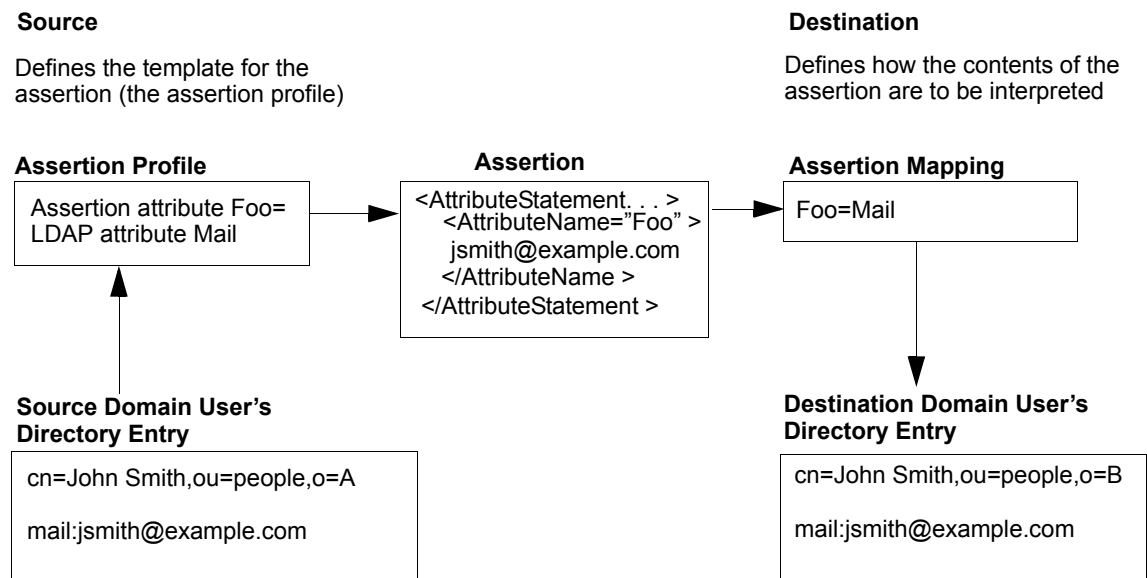 Source
Defines the template for the
assertion (the assertion profile)
Destination
Defines how the contents of the
assertion are to be interpreted
Assertion Profile
Assertion attribute Foo=
LDAP attribute Mail
Assertion
<AttributeStatement. . . >
<AttributeName=”Foo” >
jsmith@example.com
</AttributeName >
</AttributeStatement >
Assertion Mapping
Foo=Mail
Source Domain User’s
Directory Entry
cn=John Smith,ou=people,o=A
mail:jsmith@example.com
Destination Domain User’s
Directory Entry
cn=John Smith,ou=people,o=B
mail:jsmith@example.com